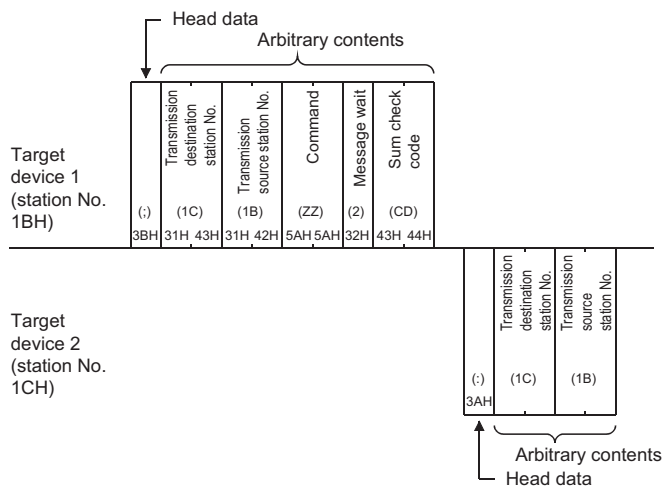 Head data
Arbitrary contents
Target
device 1
(station No.
1BH)
Transmission
destination
station No.
Transmission
source station No.
Command
Message wait
Sum check
code
(;) (1C) (1B) (ZZ) (2) (CD)
3BH 31H 43H 31H 42H 5AH 5AH 32H 43H 44H
Target
device 2
(station No.
1CH)
Transmission
destination
station No.
Transmission
source
station No.
(:) (1C) (1B)
3AH
Arbitrary contents
Head data